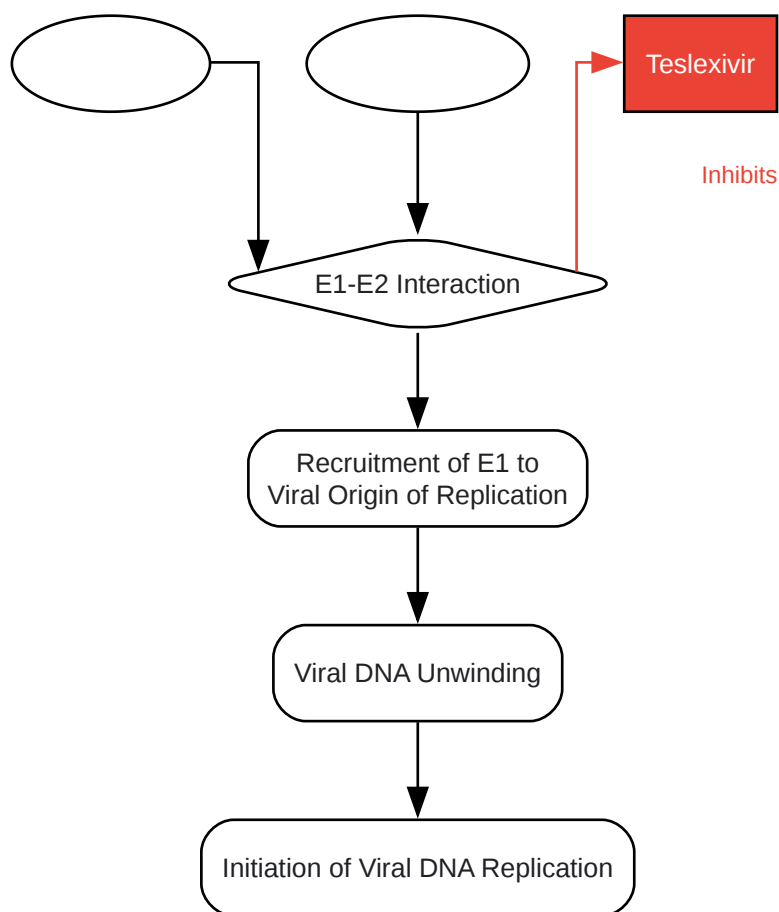 Teslexivir
Inhibits
E1-E2 Interaction
Recruitment of E1 to
Viral Origin of Replication
Viral DNA Unwinding
Initiation of Viral DNA Replication